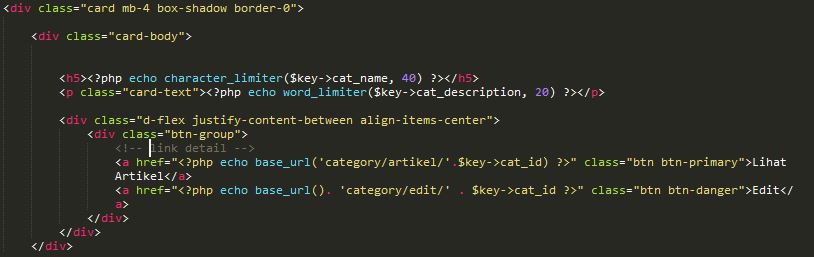 <div class="card mb-4 box-shadow border-0">
<div class="card-body">
<h5><?php echo character_limiter($key->cat_name, 40) ?></h5>
<p class="card-text"><?php echo word_limiter($key->cat_description, 20) ?></p>
<div class="d-flex justify-content-between align-items-center">
<div class="btn-group">
<!-- link detail -->
<a href="<?php echo base_url('category/artikel/'.$key->cat_id) ?>" class="btn btn-primary">Lihat
Artikel</a>
<a href="<?php echo base_url(). 'category/edit/' . $key->cat_id ?>" class="btn btn-danger">Edit</
a>
</div>
</div>
</div>